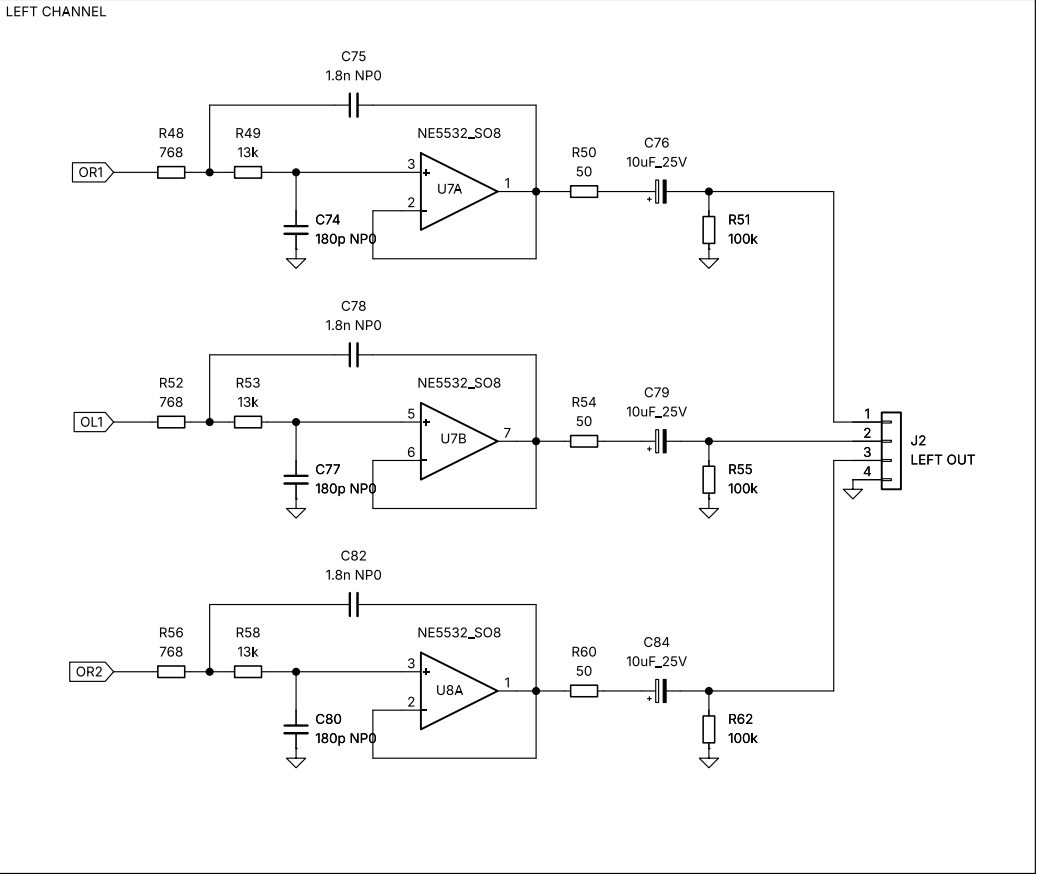 LEFT CHANNEL
C75
1.8n NP0
R48
768
R49
13k
NE5532_SO8
OR1
3
+
U7A
1
2
-
C74
180p NP0
R50
50
C76
10uF_25V
+
R51
100k
C78
1.8n NP0
R52
768
R53
13k
NE5532_SO8
OL1
5
+
U7B
7
6
-
C77
180p NP0
R54
50
C79
10uF_25V
+
R55
100k
1
2
3
4
J2
LEFT OUT
C82
1.8n NP0
R56
768
R58
13k
NE5532_SO8
OR2
3
+
U8A
1
2
-
C80
180p NP0
R60
50
C84
10uF_25V
+
R62
100k